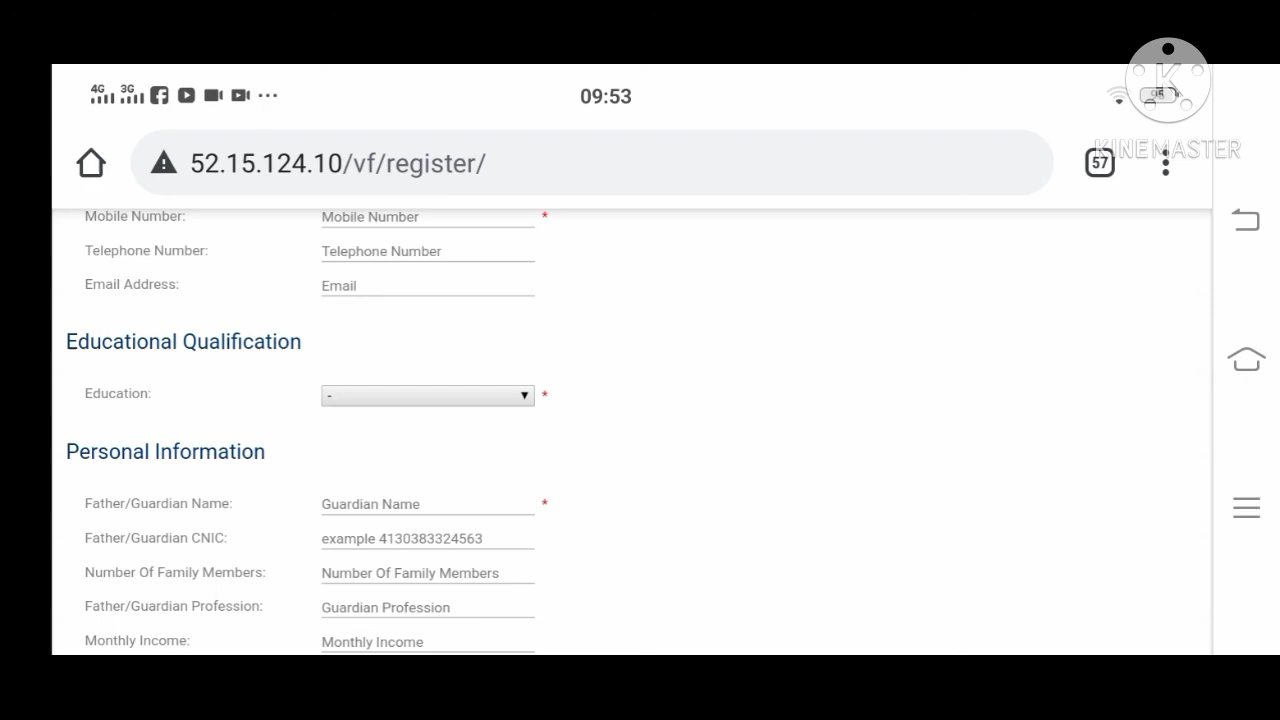 4G 3G 09:53 95
KINEMASTER
52.15.124.10/vf/register/ 57
Mobile Number: Mobile Number *
Telephone Number: Telephone Number
Email Address: Email
Educational Qualification
Education: - *
Personal Information
Father/Guardian Name: Guardian Name *
Father/Guardian CNIC: example 4130383324563
Number Of Family Members: Number Of Family Members
Father/Guardian Profession: Guardian Profession
Monthly Income: Monthly Income